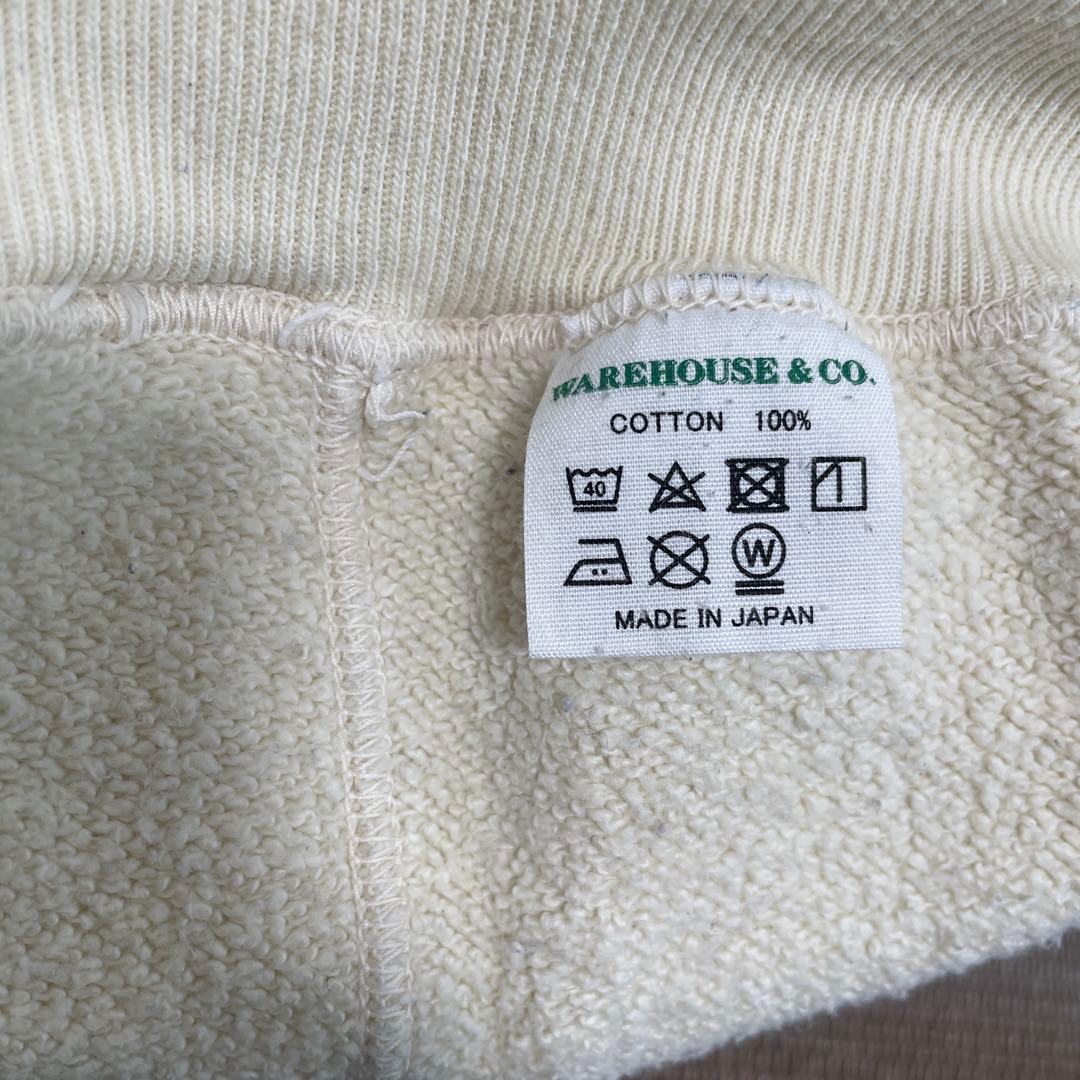 WAREHOUSE & CO.
COTTON 100%
40
W
MADE IN JAPAN